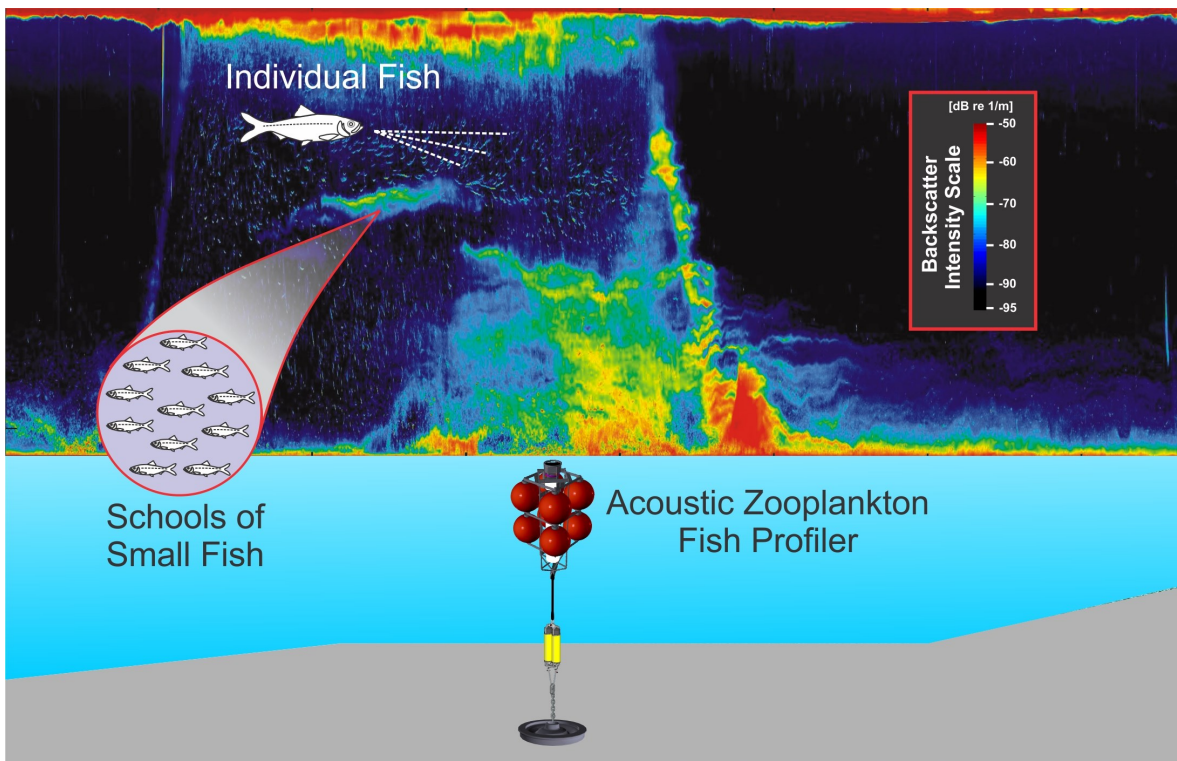 Individual Fish
[dB re 1/m]
-50
-60
-70
-80
-90
-95
Backscatter
Intensity Scale
Schools of
Small Fish
Acoustic Zooplankton
Fish Profiler